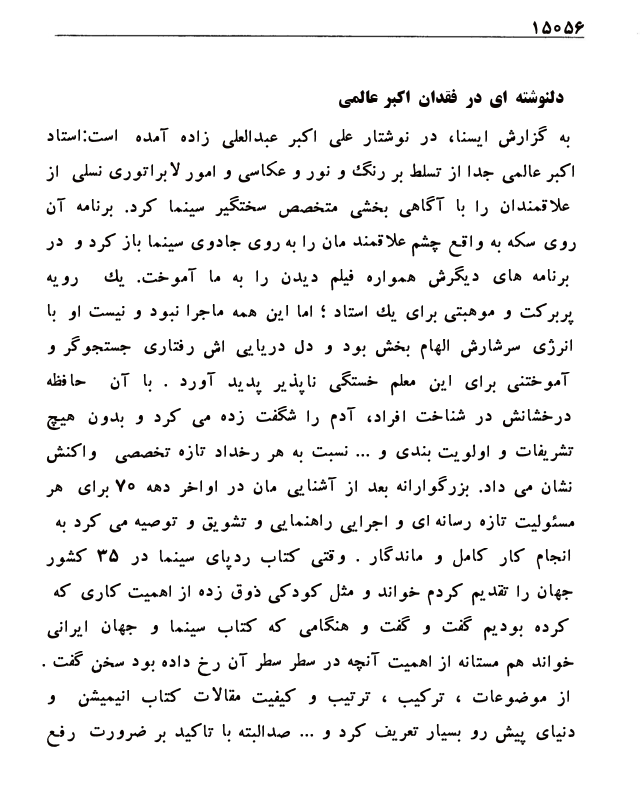 ۱۵۰۵۶
دلنوشته ای در فقدان اکبر عالمی
به گزارش ایسنا، در نوشتار علی اکبر عبدالعلی زاده آمده است:استاد
اکبر عالمی جدا از تسلط بر رنگ و نور و عکاسی و امور لابراتوری نسلی از
علاقمندان را با آگاهی بخشی متخصص سختگیر سینما کرد. برنامه آن
روی سکه به واقع چشم علاقمند مان را به روی جادوی سینما باز کرد و در
برنامه های دیگرش همواره فیلم دیدن را به ما آموخت. یك رویه
پربرکت و موهبتی برای یك استاد ؛ اما این همه ماجرا نبود و نیست او با
انرژی سرشارش الهام بخش بود و دل دریایی اش رفتاری جستجوگر و
آموختنی برای این معلم خستگی ناپذیر پدید آورد . با آن حافظه
درخشانش در شناخت افراد، آدم را شگفت زده می کرد و بدون هیچ
تشریفات و اولویت بندی و ... نسبت به هر رخداد تازه تخصصی واکنش
نشان می داد. بزرگوارانه بعد از آشنایی مان در اواخر دهه ۷۰ برای هر
مسئولیت تازه رسانه ای و اجرایی راهنمایی و تشویق و توصیه می کرد به
انجام کار کامل و ماندگار . وقتی کتاب ردپای سینما در ۳۵ کشور
جهان را تقدیم کردم خواند و مثل کودکی ذوق زده از اهمیت کاری که
کرده بودیم گفت و گفت و هنگامی که کتاب سینما و جهان ایرانی
خواند هم مستانه از اهمیت آنچه در سطر سطر آن رخ داده بود سخن گفت .
از موضوعات ، ترکیب ، ترتیب و کیفیت مقالات کتاب انیمیشن و
دنیای پیش رو بسیار تعریف کرد و ... صدالبته با تاکید بر ضرورت رفع